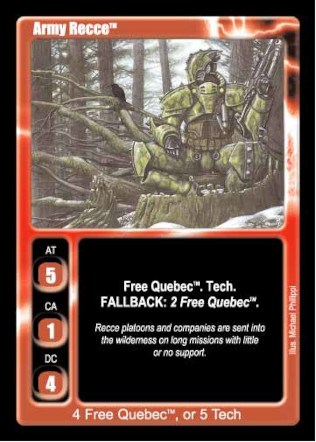 Army Recce™
AT
5
CA
1
DC
4
Free Quebec™. Tech.
FALLBACK: 2 Free Quebec™.
Recce platoons and companies are sent into
the wilderness on long missions with little
or no support.
Illus. Michael Philippi
4 Free Quebec™, or 5 Tech